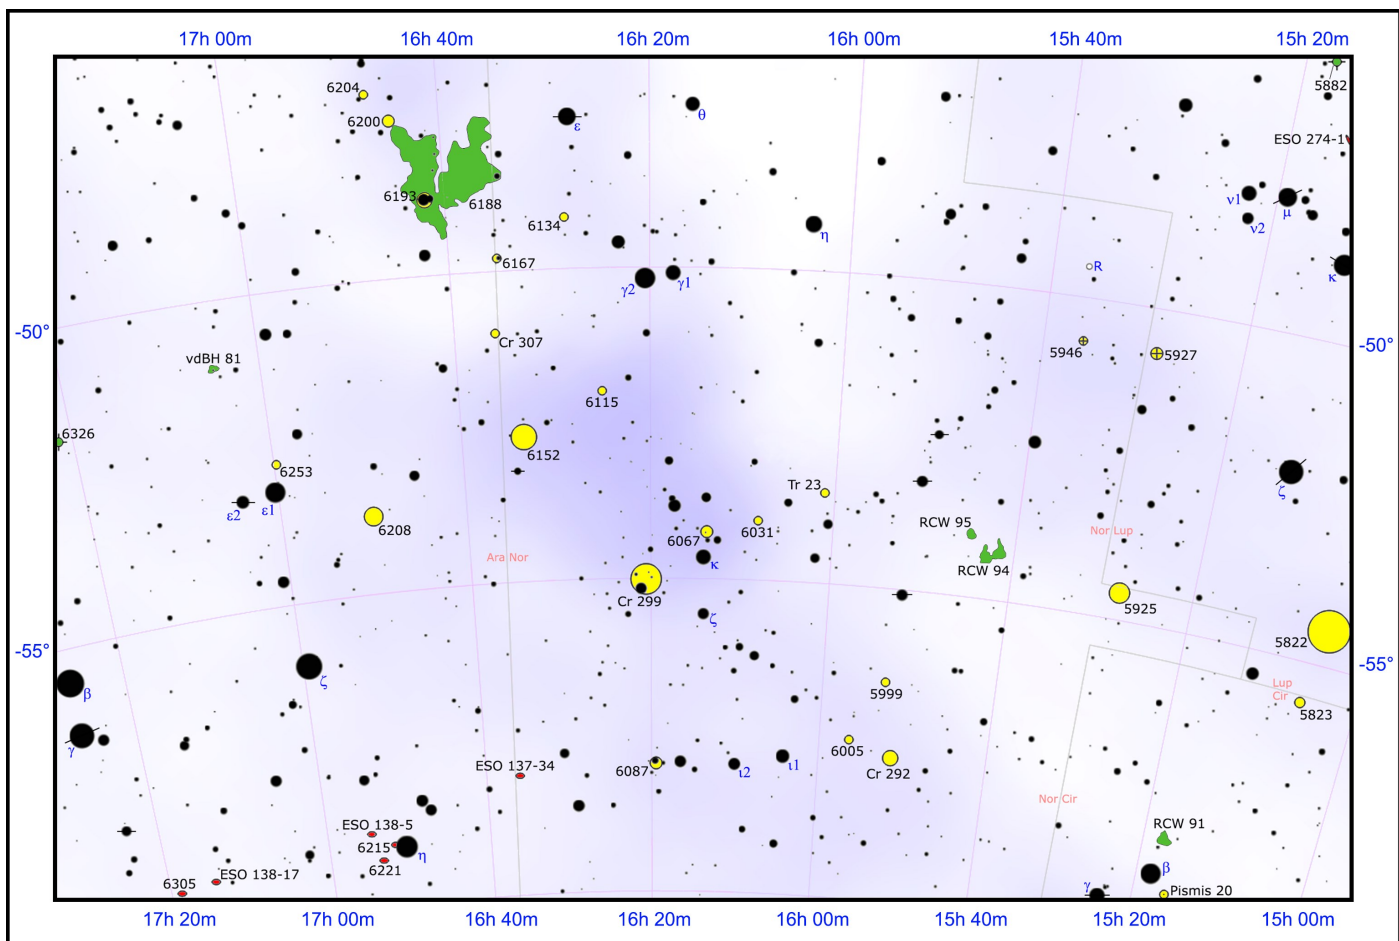 17h 00m 16h 40m 16h 20m 16h 00m 15h 40m 15h 20m
6204
5882
6200
θ
ε
ESO 274-1
6193
6188
ν1
μ
6134
ν2
η
6167
R
κ
γ2
γ1
-50°
-50°
Cr 307
5946
5927
vdBH 81
6115
6326
6152
6253
Tr 23
ζ
ε2
ε1
6208
RCW 95
6031
Nor Lup
6067
Ara Nor
κ
RCW 94
Cr 299
5925
ζ
5822
-55°
-55°
ζ
Lup
Cir
β
5999
5823
γ
6005
ESO 137-34
6087
ι2
ι1
Cr 292
Nor Cir
ESO 138-5
RCW 91
6215
η
6221
β
ESO 138-17
6305
γ
Pismis 20
17h 20m 17h 00m 16h 40m 16h 20m 16h 00m 15h 40m 15h 20m 15h 00m